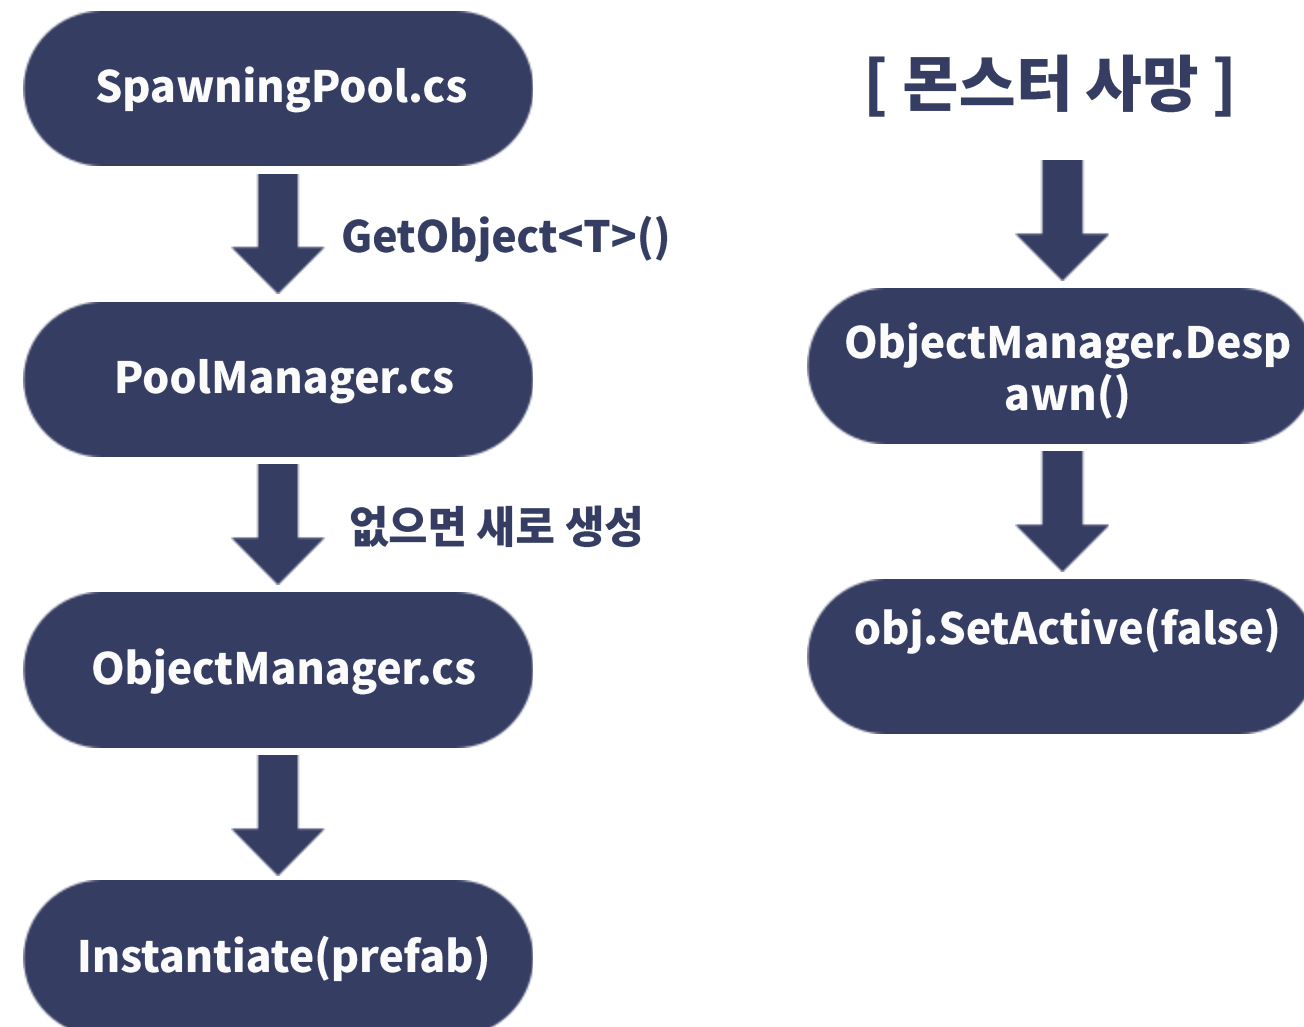 SpawningPool.cs
GetObject<T>()
PoolManager.cs
없으면 새로 생성
ObjectManager.cs
Instantiate(prefab)
[ 몬스터 사망 ]
ObjectManager.Desp
awn()
obj.SetActive(false)